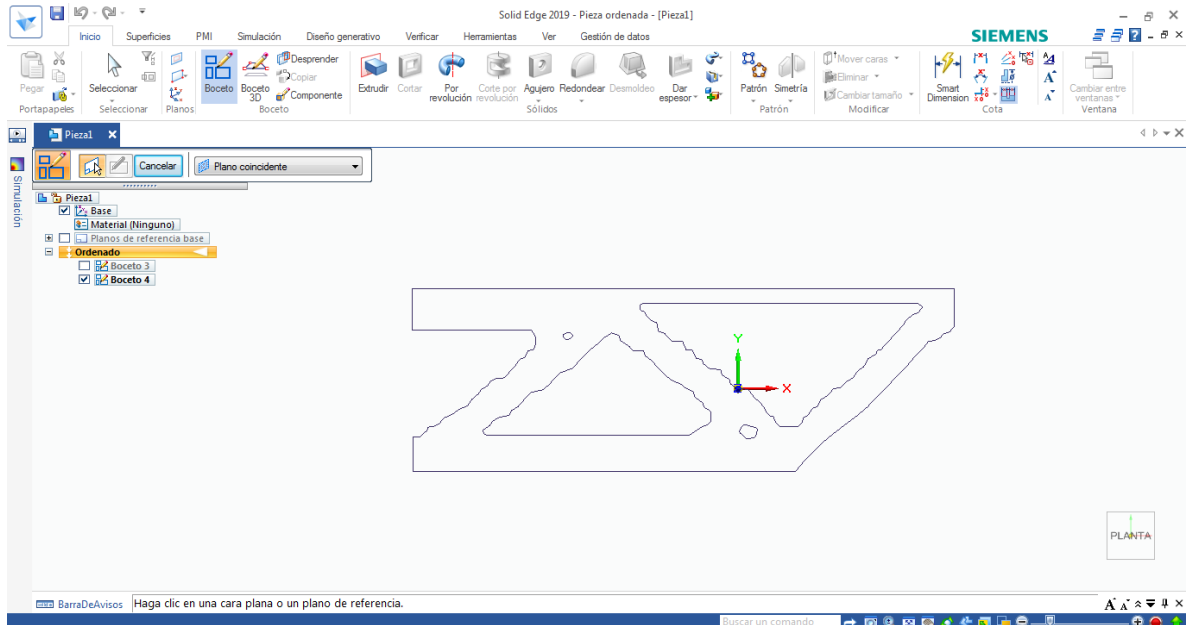 Solid Edge 2019 - Pieza ordenada - [Pieza1]
Inicio Superficies PMI Simulación Diseño generativo Verificar Herramientas Ver Gestión de datos SIEMENS
Pegar
Portapapeles
Seleccionar
Seleccionar
Planos
Boceto
Boceto 3D
Desprender
Copiar
Componente
Boceto
Extrudir
Cortar
Por revolución
Corte por revolución
Agujero
Redondear
Desmoldeo
Dar espesor
Sólidos
Patrón
Simetría
Patrón
Mover caras
Eliminar
Cambiar tamaño
Modificar
Smart Dimension
Cota
Cambiar entre ventanas
Ventana
Pieza1
Simulación
Cancelar
Plano coincidente
Pieza1
Base
Material (Ninguno)
Planos de referencia base
Ordenado
Boceto 3
Boceto 4
Y
X
PLANTA
BarraDeAvisos Haga clic en una cara plana o un plano de referencia.
Buscar un comando